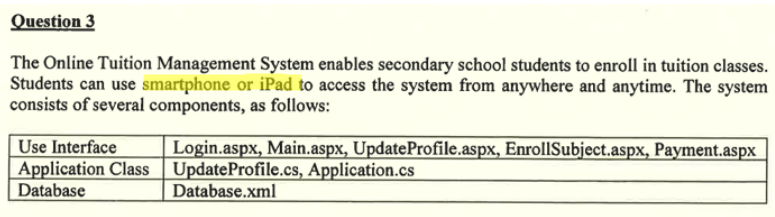 Question 3
The Online Tuition Management System enables secondary school students to enroll in tuition classes.
Students can use smartphone or iPad to access the system from anywhere and anytime. The system
consists of several components, as follows:
Use Interface Login.aspx, Main.aspx, UpdateProfile.aspx, EnrollSubject.aspx, Payment.aspx
Application Class UpdateProfile.cs, Application.cs
Database Database.xml